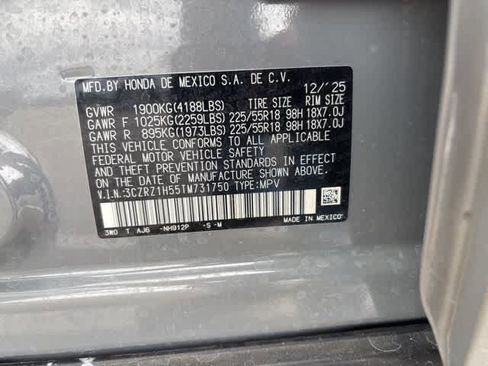 MFD.BY HONDA DE MEXICO S.A. DE C.V. 12/'25
GVWR 1900KG(4188LBS) TIRE SIZE RIM SIZE
GAWR F 1025KG(2259LBS) 225/55R18 98H 18X7.0J
GAWR R 895KG(1973LBS) 225/55R18 98H 18X7.0J
THIS VEHICLE CONFORMS TO ALL APPLICABLE
FEDERAL MOTOR VEHICLE SAFETY
AND THEFT PREVENTION STANDARDS IN EFFECT
ON THE DATE OF MANUFACTURE SHOWN ABOVE.
V.I.N.:3CZRZ1H55TM731750 TYPE:MPV
3W0 T AJ6 -NH912P -S -M MADE IN MEXICO